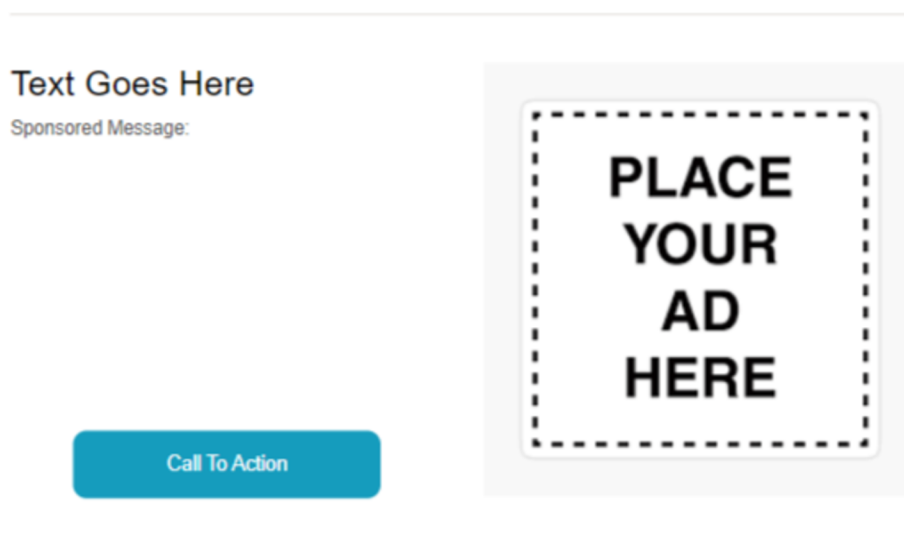 Text Goes Here
Sponsored Message:
Call To Action
PLACE
YOUR
AD
HERE